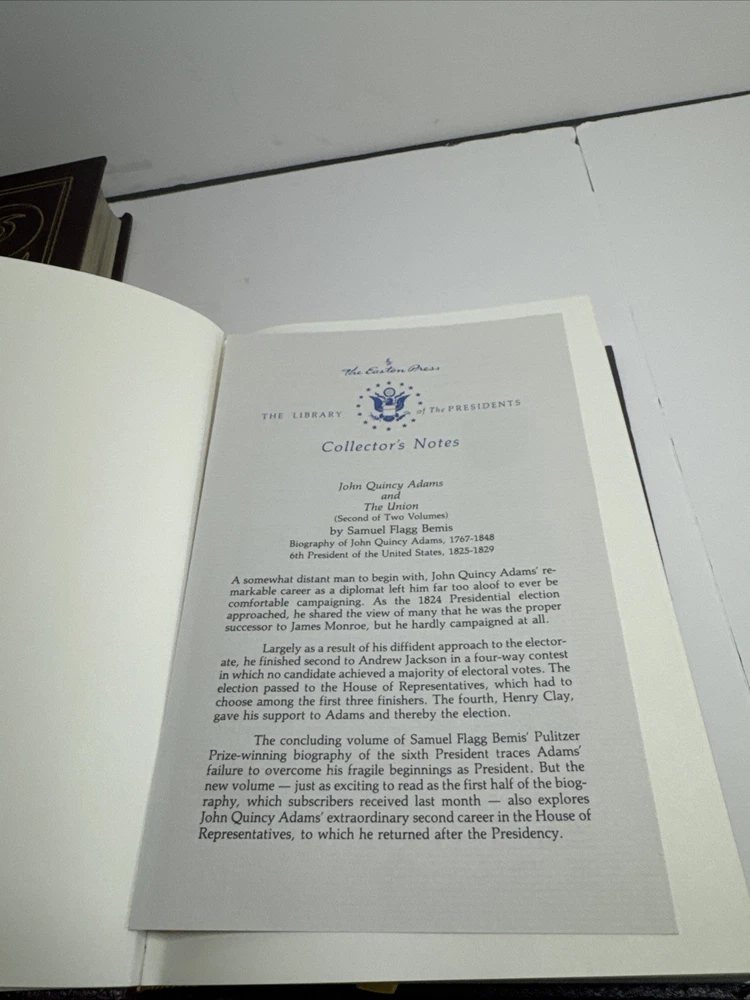 The Easton Press
THE LIBRARY of The PRESIDENTS
Collector's Notes
John Quincy Adams
and
The Union
(Second of Two Volumes)
by Samuel Flagg Bemis
Biography of John Quincy Adams, 1767-1848
6th President of the United States, 1825-1829
A somewhat distant man to begin with, John Quincy Adams' re-
markable career as a diplomat left him far too aloof to ever be
comfortable campaigning. As the 1824 Presidential election
approached, he shared the view of many that he was the proper
successor to James Monroe, but he hardly campaigned at all.
Largely as a result of his diffident approach to the elector-
ate, he finished second to Andrew Jackson in a four-way contest
in which no candidate achieved a majority of electoral votes. The
election passed to the House of Representatives, which had to
choose among the first three finishers. The fourth, Henry Clay,
gave his support to Adams and thereby the election.
The concluding volume of Samuel Flagg Bemis' Pulitzer
Prize-winning biography of the sixth President traces Adams'
failure to overcome his fragile beginnings as President. But the
new volume — just as exciting to read as the first half of the biog-
raphy, which subscribers received last month — also explores
John Quincy Adams' extraordinary second career in the House of
Representatives, to which he returned after the Presidency.